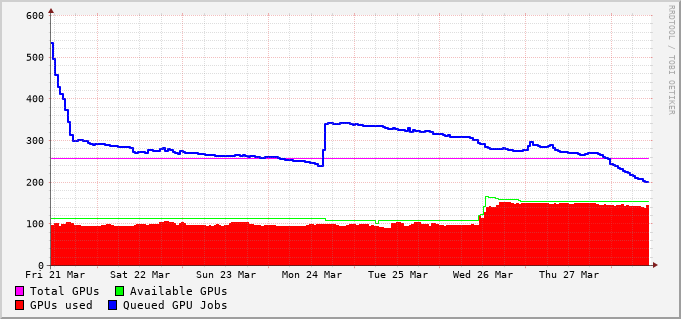 RRDTOOL / TOBI OETIKER
600
500
400
300
200
100
0
Fri 21 Mar Sat 22 Mar Sun 23 Mar Mon 24 Mar Tue 25 Mar Wed 26 Mar Thu 27 Mar
Total GPUs Available GPUs
GPUs used Queued GPU Jobs